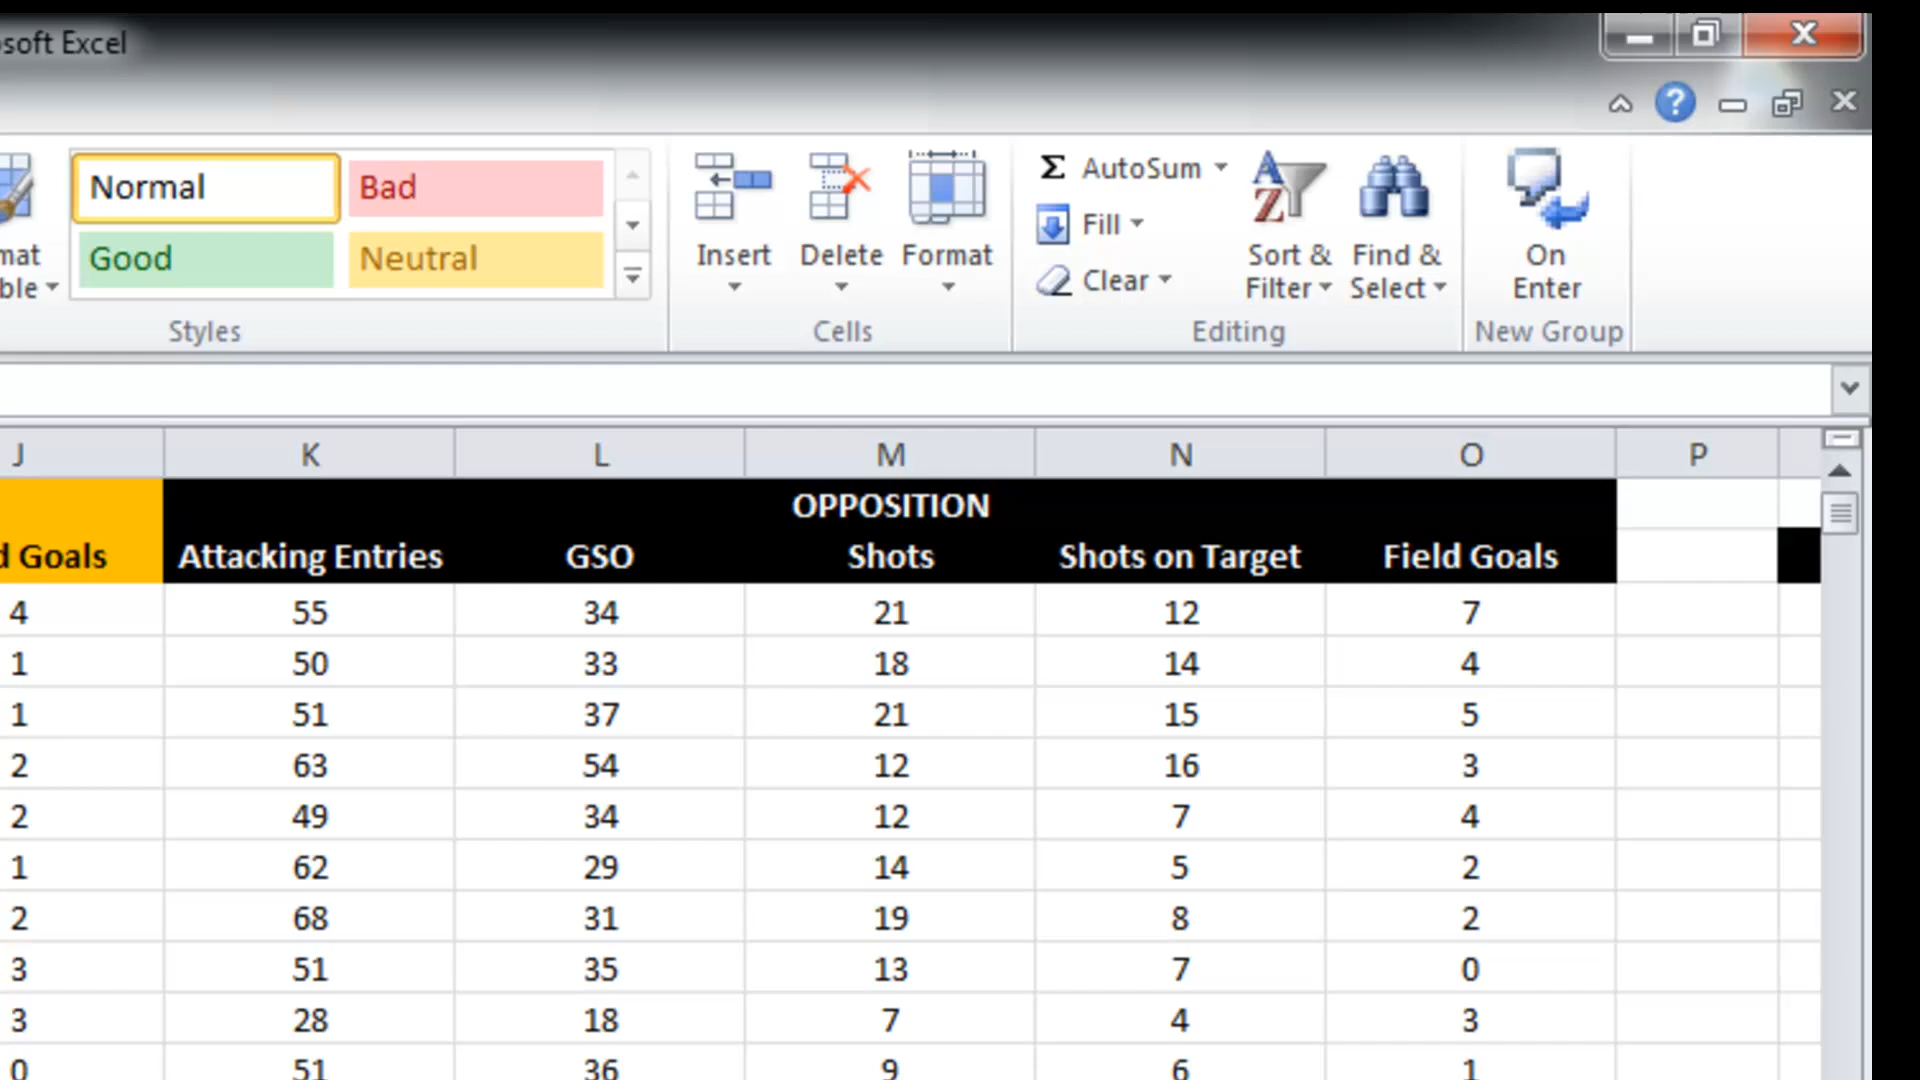 osoft Excel
Normal Bad
Good Neutral
mat
ble
Styles
Insert Delete Format
Cells
Σ AutoSum
Fill
Clear
Sort &
Filter
Find &
Select
Editing
On
Enter
New Group
J K L M N O P
OPPOSITION
d Goals Attacking Entries GSO Shots Shots on Target Field Goals
4 55 34 21 12 7
1 50 33 18 14 4
1 51 37 21 15 5
2 63 54 12 16 3
2 49 34 12 7 4
1 62 29 14 5 2
2 68 31 19 8 2
3 51 35 13 7 0
3 28 18 7 4 3
0 51 36 9 6 1